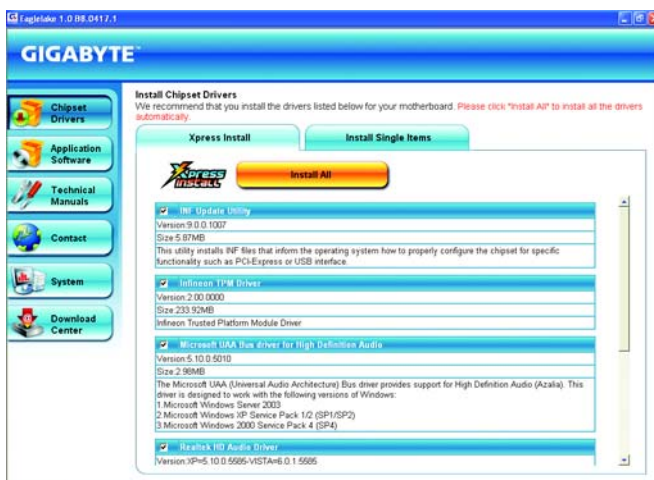 Eaglelake 1.0 B8.0417.1
GIGABYTE™
Chipset
Drivers
Application
Software
Technical
Manuals
Contact
System
Download
Center
Install Chipset Drivers
We recommend that you install the drivers listed below for your motherboard. Please click "Install All" to install all the drivers
automatically.
Xpress Install
Install Single Items
Xpress
Install
Install All
INF Update Utility
Version:9.0.0.1007
Size:5.87MB
This utility installs INF files that inform the operating system how to properly configure the chipset for specific
functionality such as PCI-Express or USB interface.
Infineon TPM Driver
Version:2.00.0000
Size:233.92MB
Infineon Trusted Platform Module Driver
Microsoft UAA Bus driver for High Definition Audio
Version:5.10.0.5010
Size:2.98MB
The Microsoft UAA (Universal Audio Architecture) Bus driver provides support for High Definition Audio (Azalia). This
driver is designed to work with the following versions of Windows:
1.Microsoft Windows Server 2003
2.Microsoft Windows XP Service Pack 1/2 (SP1/SP2)
3.Microsoft Windows 2000 Service Pack 4 (SP4)
Realtek HD Audio Driver
Version:XP=5.10.0.5585-VISTA=6.0.1.5585